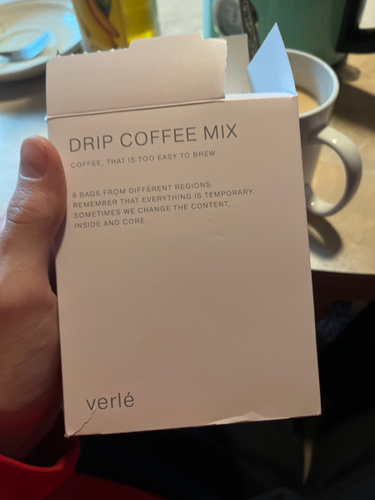 DRIP COFFEE MIX
COFFEE, THAT IS TOO EASY TO BREW
6 BAGS FROM DIFFERENT REGIONS,
REMEMBER THAT EVERYTHING IS TEMPORARY.
SOMETIMES WE CHANGE THE CONTENT,
INSIDE AND CORE.
verlé